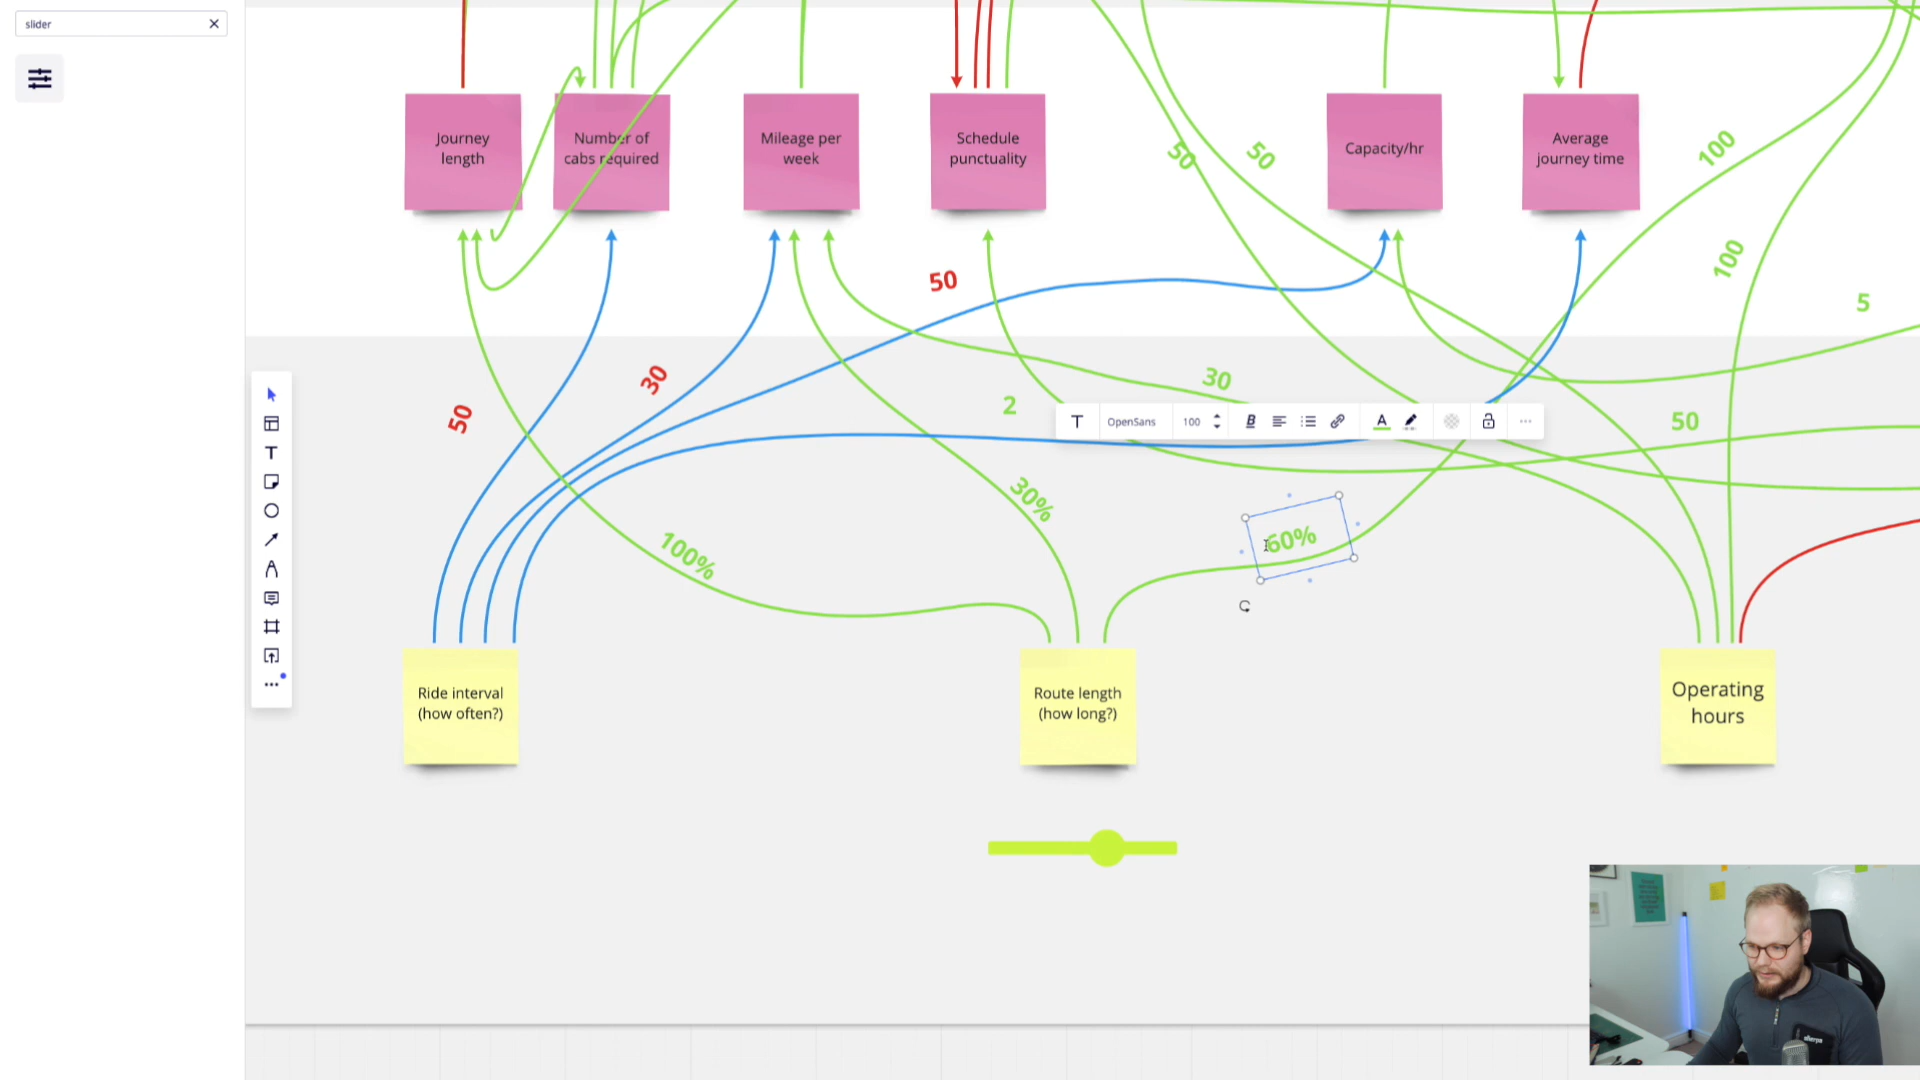 slider
Journey
length
Number of
cabs required
Mileage per
week
Schedule
punctuality
Capacity/hr
Average
journey time
50
50
100
100
50
5
30
30
50
2
T OpenSans 100 B A
50
30%
60%
100%
T
Ride interval
(how often?)
Route length
(how long?)
Operating
hours